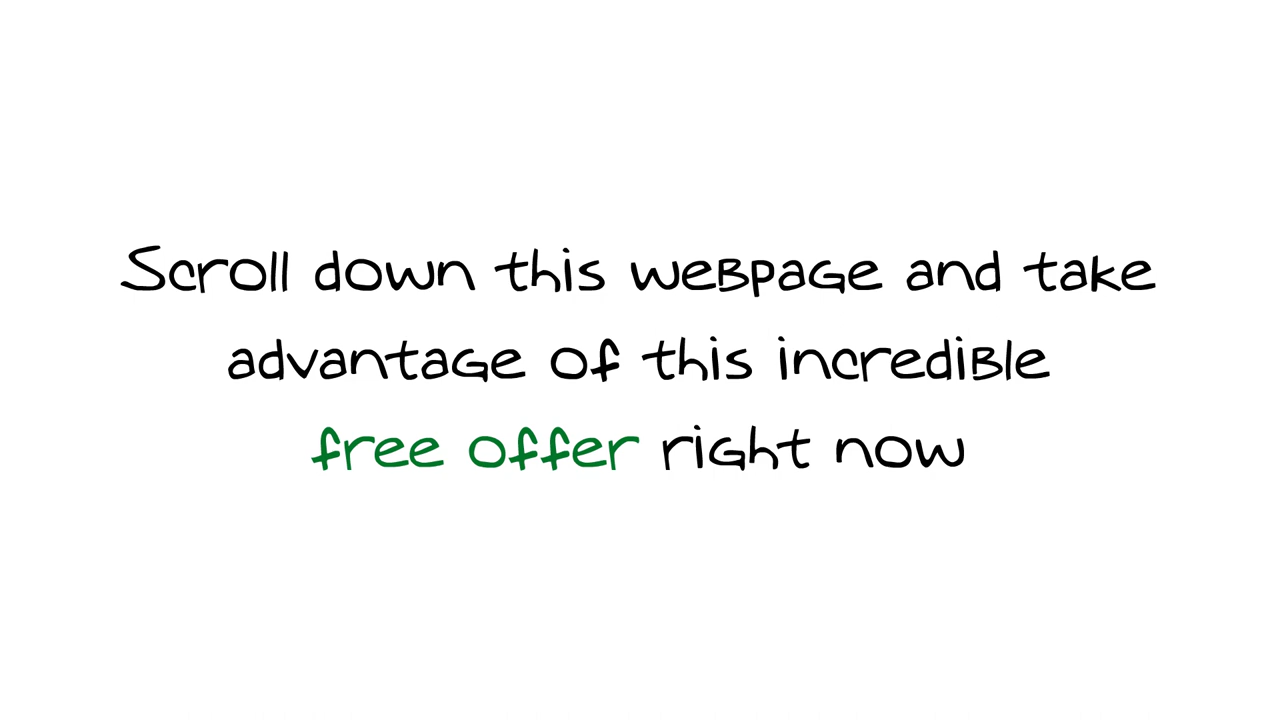 Scroll down this webpage and take
advantage of this incredible
free offer right now